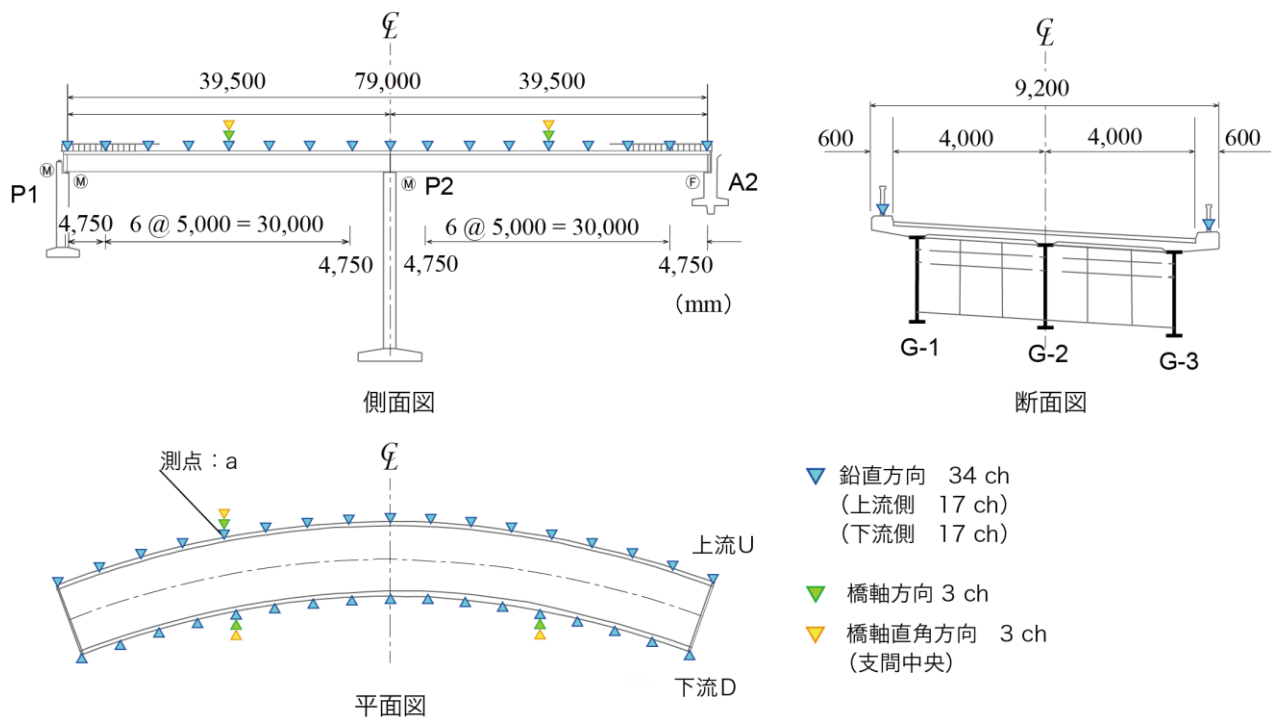 ℄
39,500
79,000
39,500
P1
Ⓜ
Ⓜ
Ⓜ
P2
Ⓕ
A2
4,750
6 @ 5,000 = 30,000
4,750
4,750
6 @ 5,000 = 30,000
4,750
(mm)
側面図
℄
9,200
600
4,000
4,000
600
G-1
G-2
G-3
断面図
測点：a
℄
上流U
下流D
平面図
鉛直方向　34 ch
（上流側　17 ch）
（下流側　17 ch）
橋軸方向 3 ch
橋軸直角方向　3 ch
（支間中央）